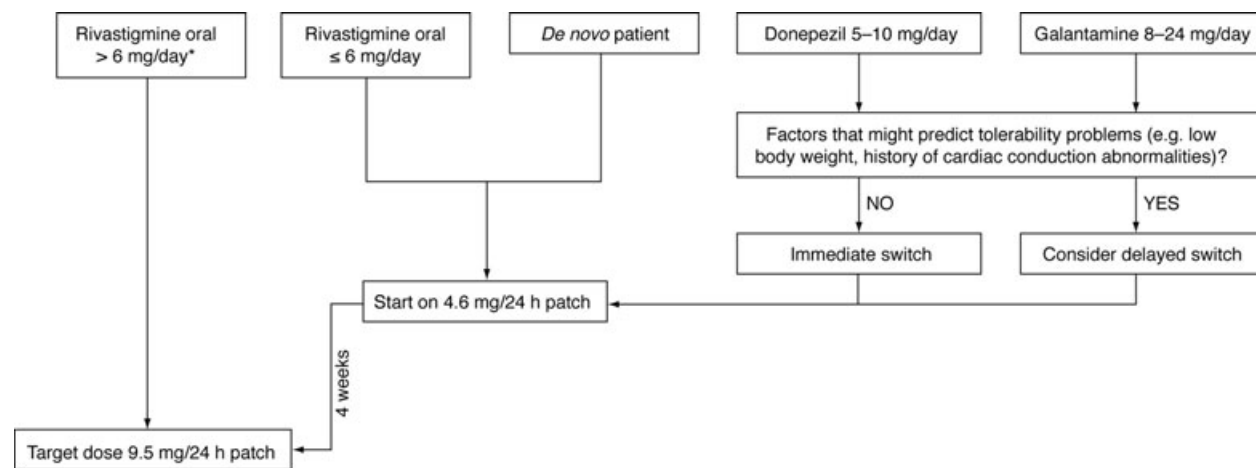 Rivastigmine oral
> 6 mg/day*
Rivastigmine oral
≤ 6 mg/day
De novo patient
Donepezil 5–10 mg/day
Galantamine 8–24 mg/day
Factors that might predict tolerability problems (e.g. low
body weight, history of cardiac conduction abnormalities)?
NO
YES
Immediate switch
Consider delayed switch
Start on 4.6 mg/24 h patch
4 weeks
Target dose 9.5 mg/24 h patch